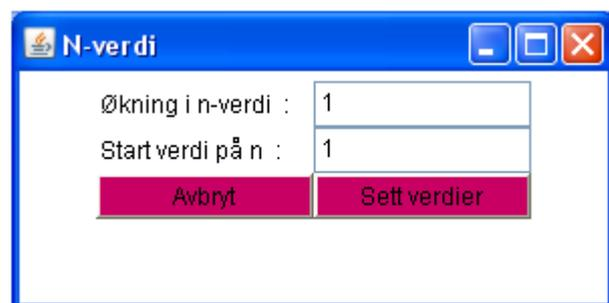 N-verdi
Økning i n-verdi : 1
Start verdi på n : 1
Avbryt Sett verdier